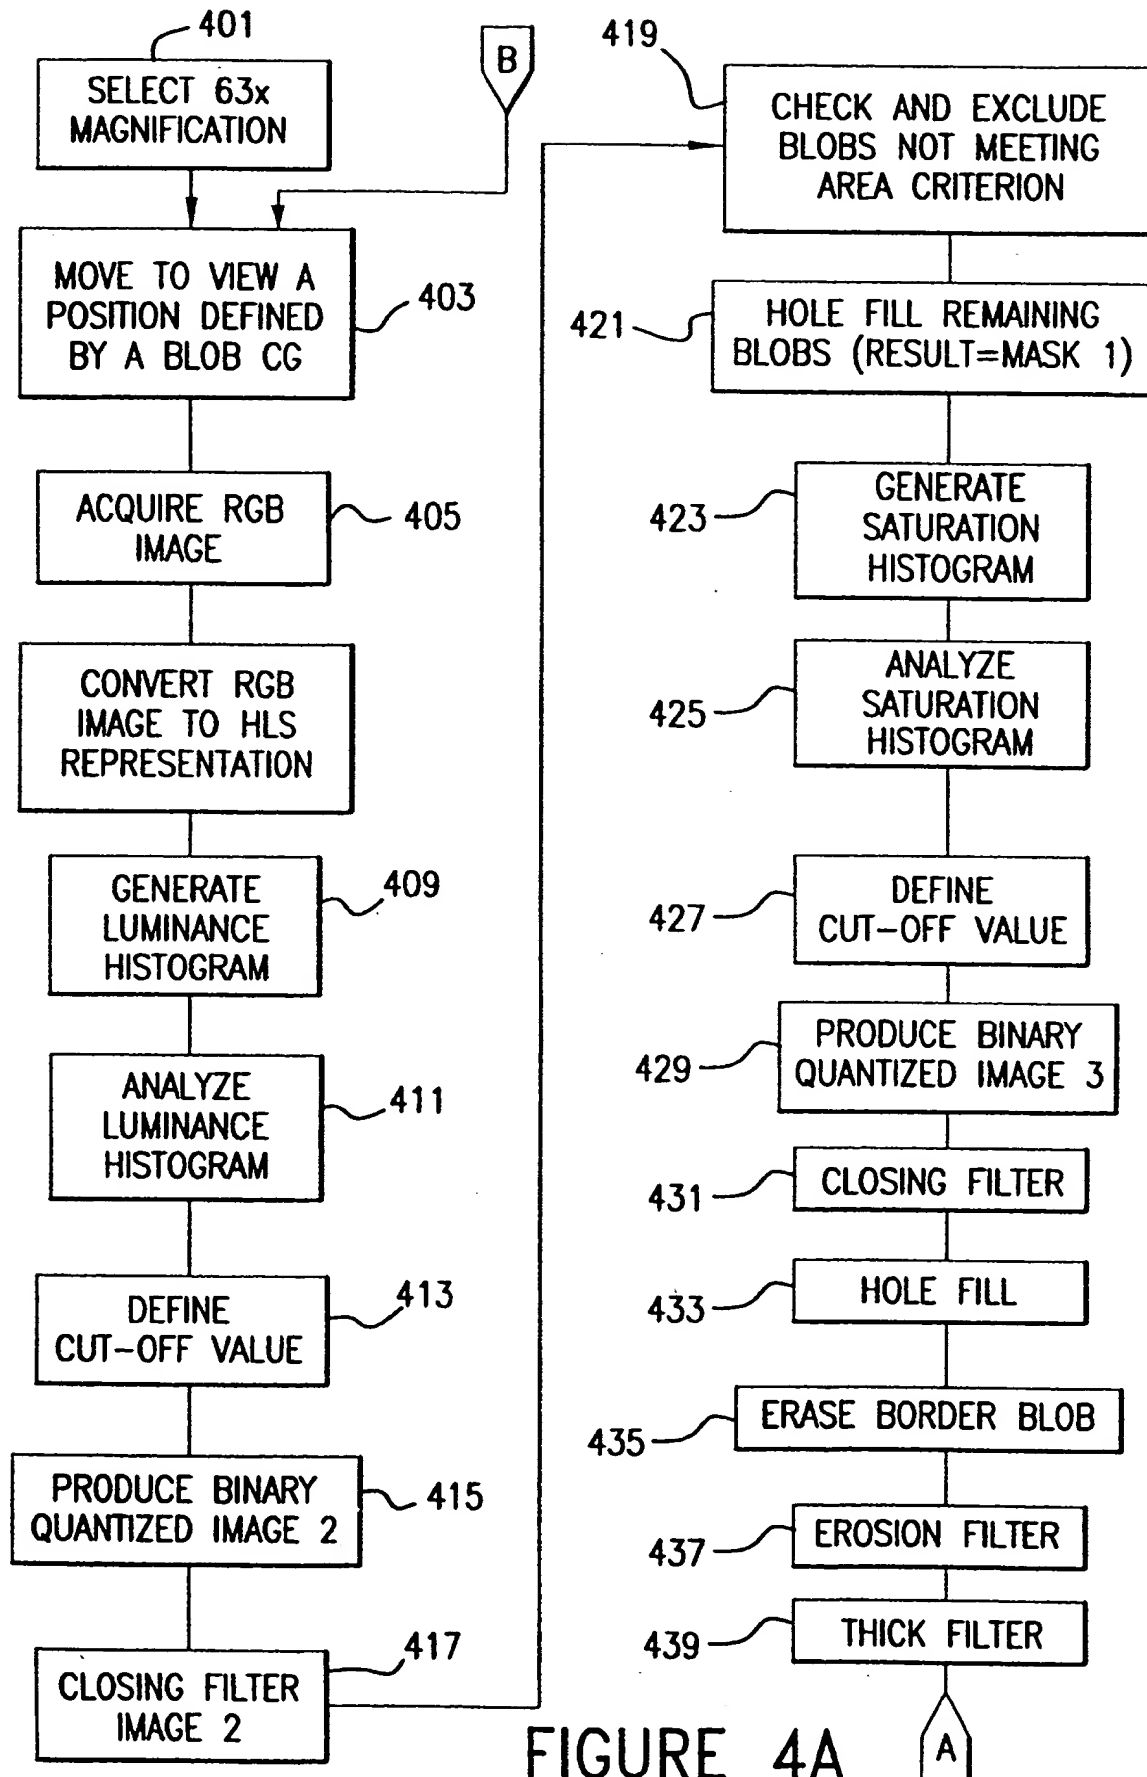 401
SELECT 63x
MAGNIFICATION
B
MOVE TO VIEW A
POSITION DEFINED
BY A BLOB CG
403
ACQUIRE RGB
IMAGE
405
CONVERT RGB
IMAGE TO HLS
REPRESENTATION
GENERATE
LUMINANCE
HISTOGRAM
409
ANALYZE
LUMINANCE
HISTOGRAM
411
DEFINE
CUT-OFF VALUE
413
PRODUCE BINARY
QUANTIZED IMAGE 2
415
CLOSING FILTER
IMAGE 2
417
419
CHECK AND EXCLUDE
BLOBS NOT MEETING
AREA CRITERION
421
HOLE FILL REMAINING
BLOBS (RESULT=MASK 1)
423
GENERATE
SATURATION
HISTOGRAM
425
ANALYZE
SATURATION
HISTOGRAM
427
DEFINE
CUT-OFF VALUE
429
PRODUCE BINARY
QUANTIZED IMAGE 3
431
CLOSING FILTER
433
HOLE FILL
435
ERASE BORDER BLOB
437
EROSION FILTER
439
THICK FILTER
A
FIGURE 4A